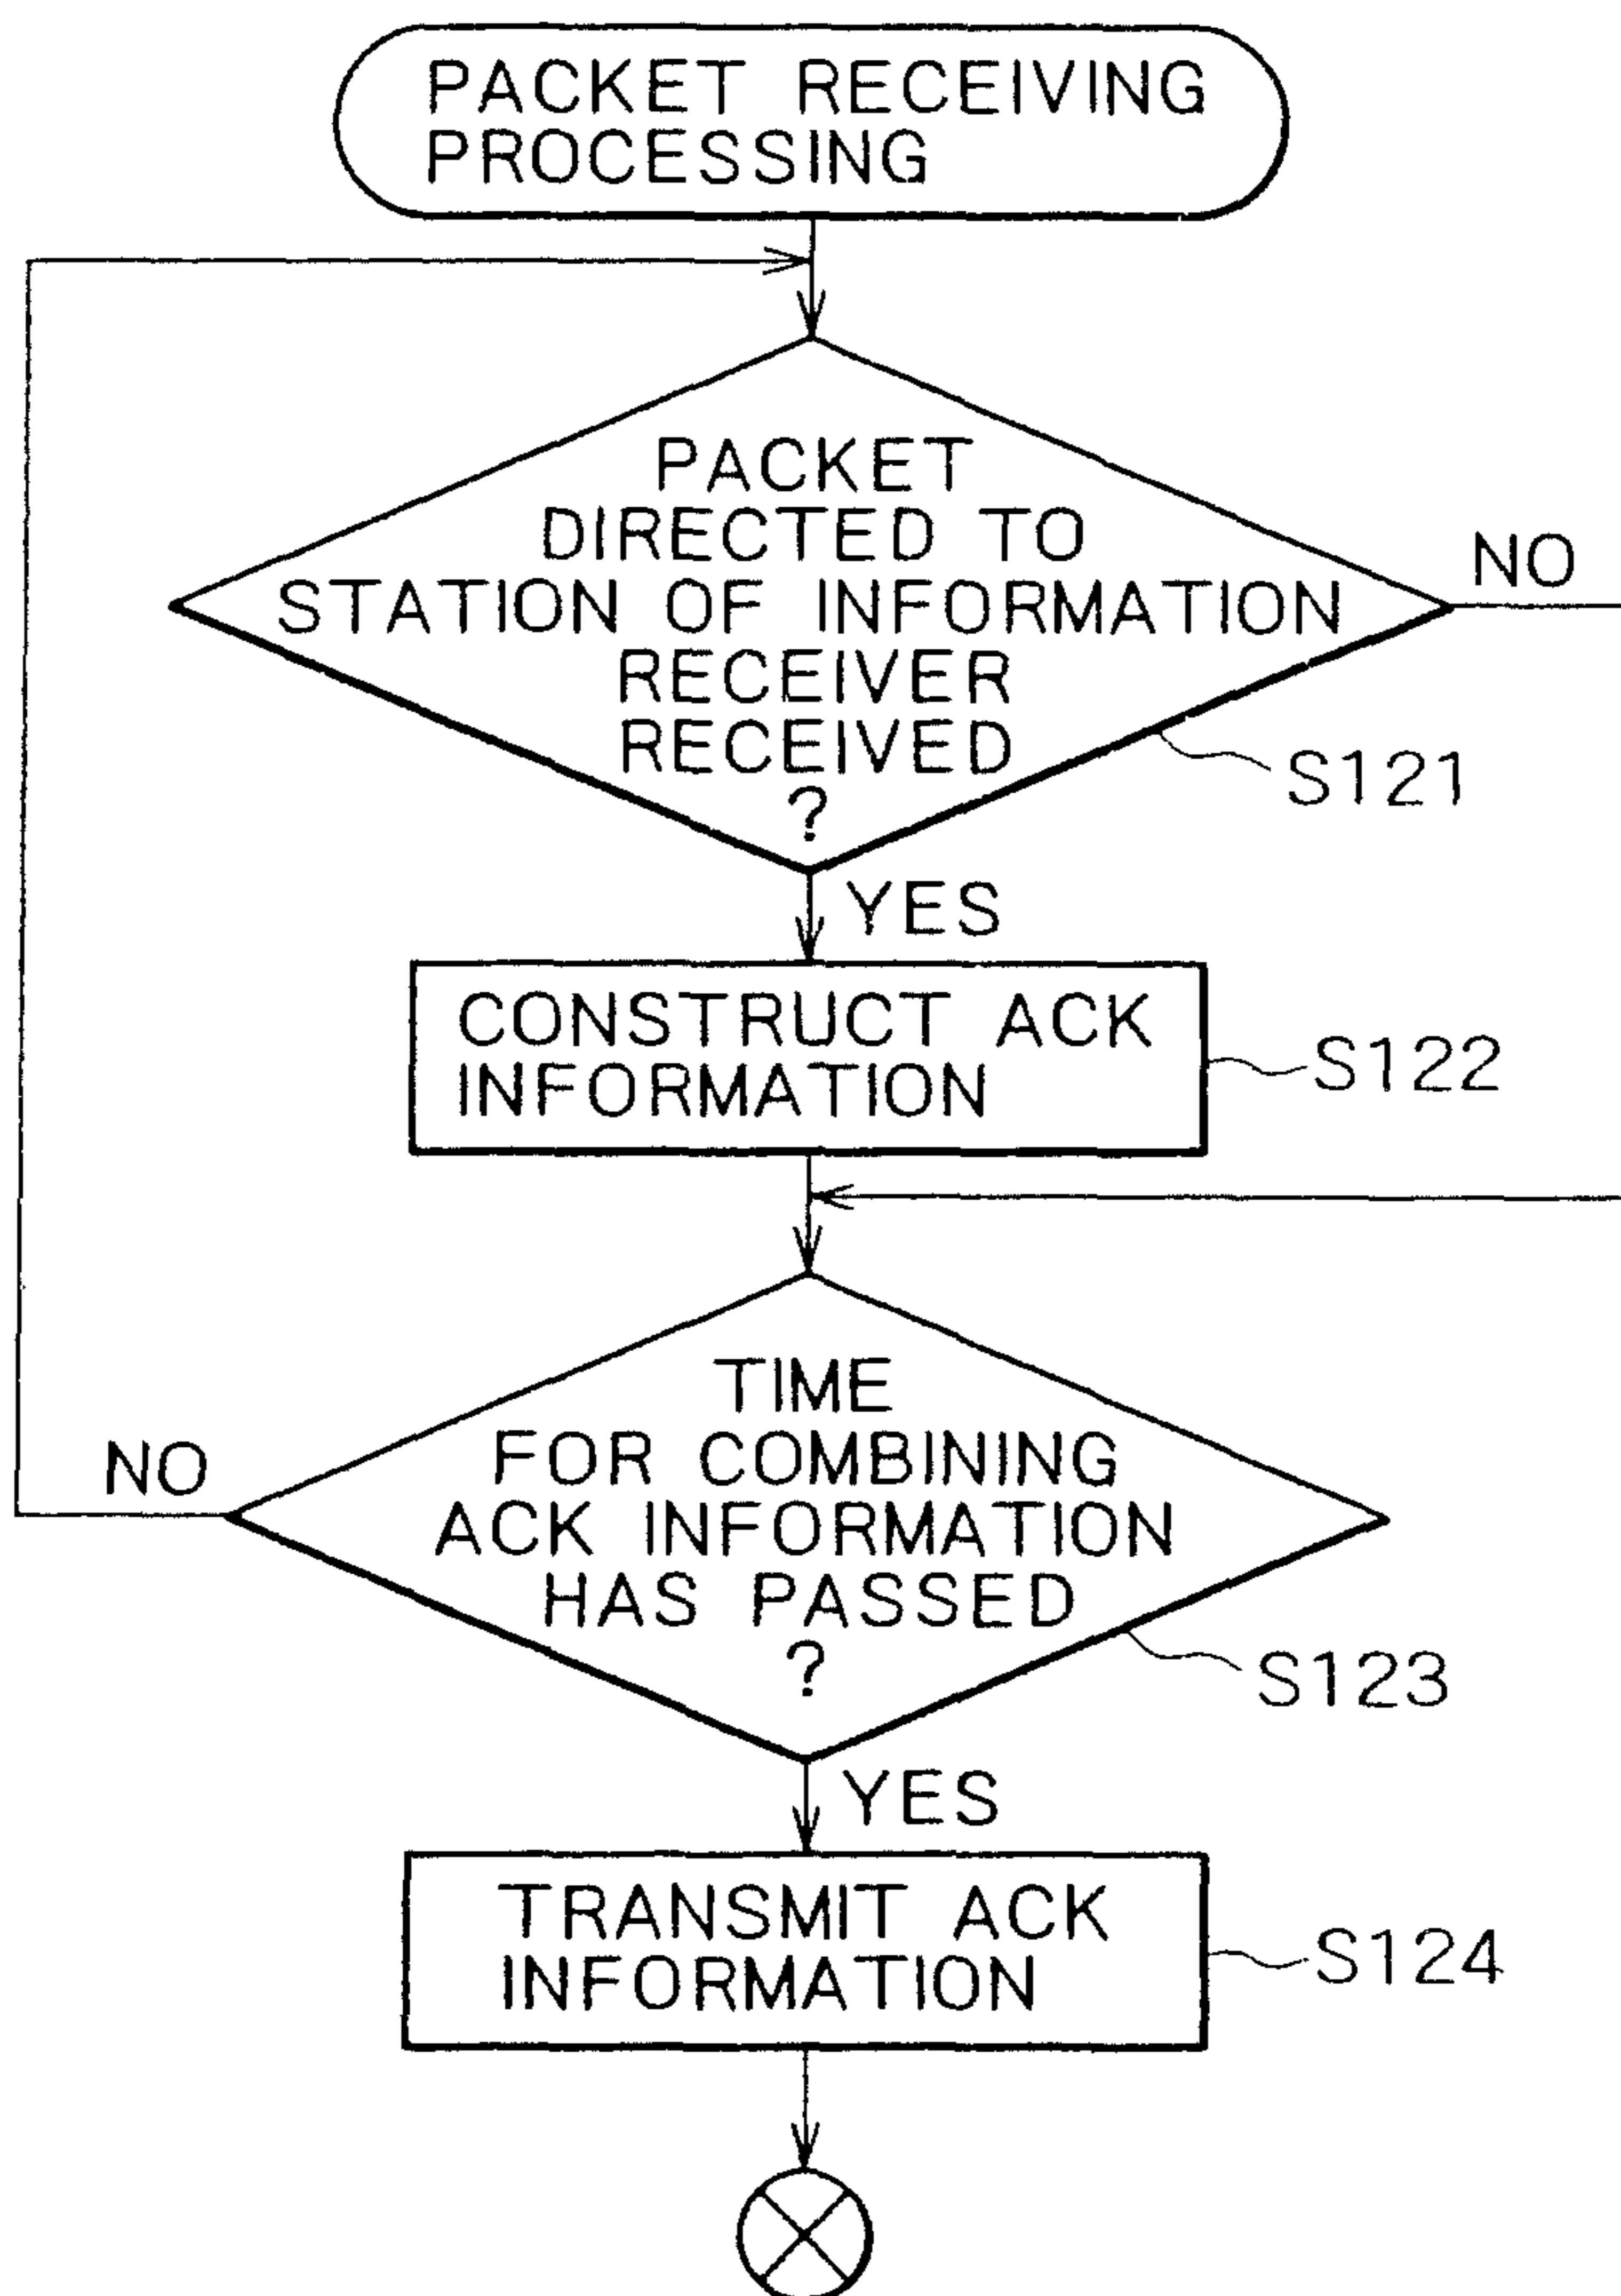 PACKET RECEIVING
PROCESSING
PACKET
DIRECTED TO
STATION OF INFORMATION
RECEIVER
RECEIVED
?
NO
S121
YES
CONSTRUCT ACK
INFORMATION
S122
TIME
FOR COMBINING
ACK INFORMATION
HAS PASSED
?
NO
S123
YES
TRANSMIT ACK
INFORMATION
S124